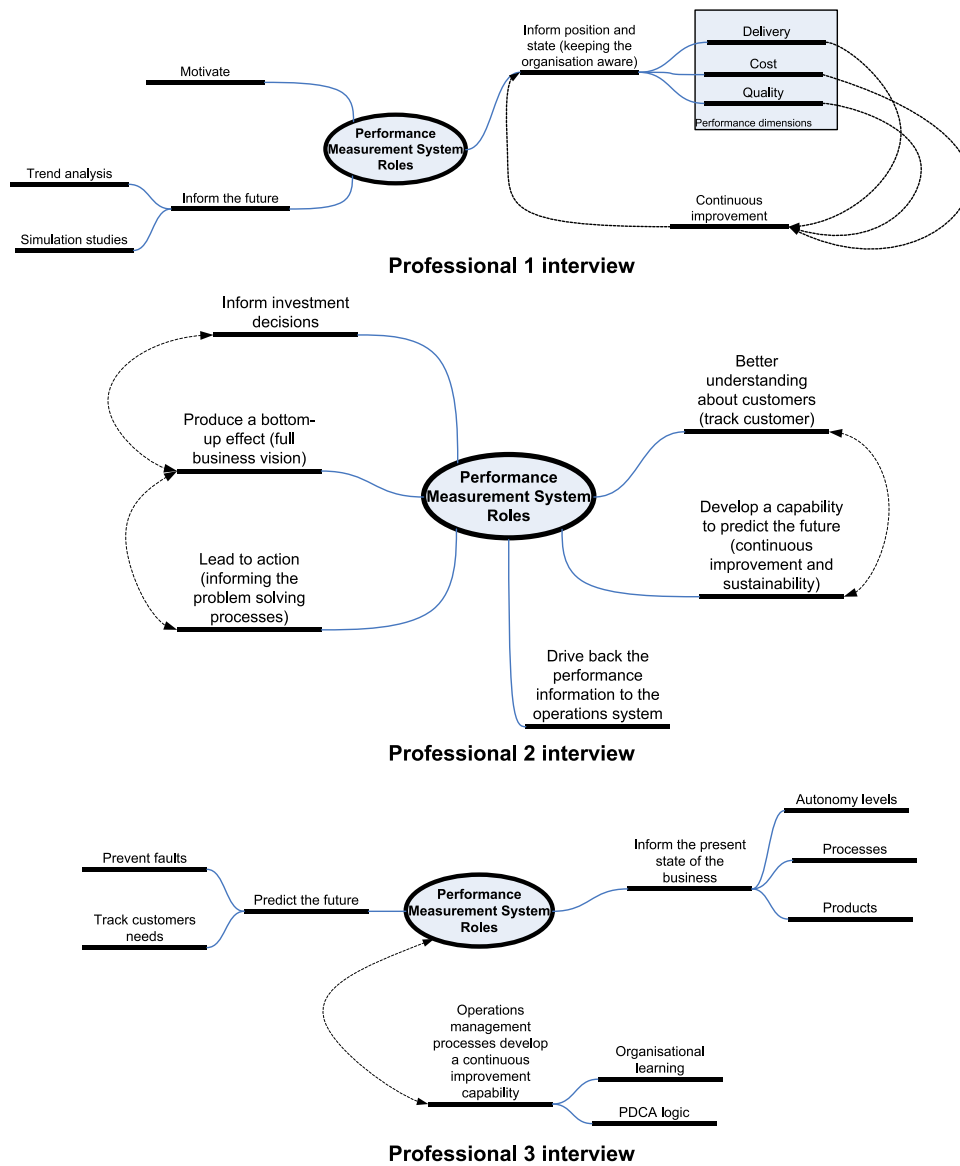 Motivate
Performance
Measurement System
Roles
Trend analysis
Inform the future
Simulation studies
Inform position and
state (keeping the
organisation aware)
Delivery
Cost
Quality
Performance dimensions
Continuous
improvement
Professional 1 interview
Inform investment
decisions
Produce a bottom-
up effect (full
business vision)
Lead to action
(informing the
problem solving
processes)
Performance
Measurement System
Roles
Better
understanding
about customers
(track customer)
Develop a capability
to predict the future
(continuous
improvement and
sustainability)
Drive back the
performance
information to the
operations system
Professional 2 interview
Prevent faults
Track customers
needs
Predict the future
Performance
Measurement System
Roles
Inform the present
state of the
business
Autonomy levels
Processes
Products
Operations
management
processes develop
a continuous
improvement
capability
Organisational
learning
PDCA logic
Professional 3 interview